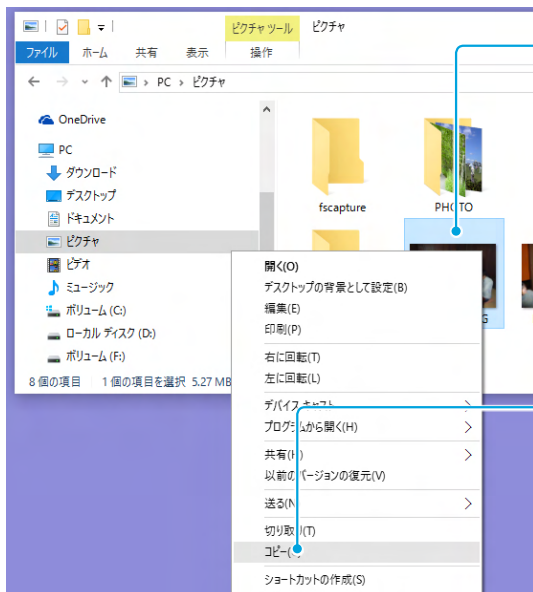 ピクチャ ツール
ピクチャ
ファイル
ホーム
共有
表示
操作
PC › ピクチャ
OneDrive
PC
ダウンロード
デスクトップ
ドキュメント
ピクチャ
ビデオ
ミュージック
ボリューム (C:)
ローカル ディスク (D:)
ボリューム (F:)
fscapture
PHOTO
G
8 個の項目
1 個の項目を選択 5.27 MB
開く(O)
デスクトップの背景として設定(B)
編集(E)
印刷(P)
右に回転(T)
左に回転(L)
デバイス
プログラムから開く(H)
共有
以前のバージョンの復元(V)
送る(N)
切り取り(T)
コピー(
ショートカットの作成(S)